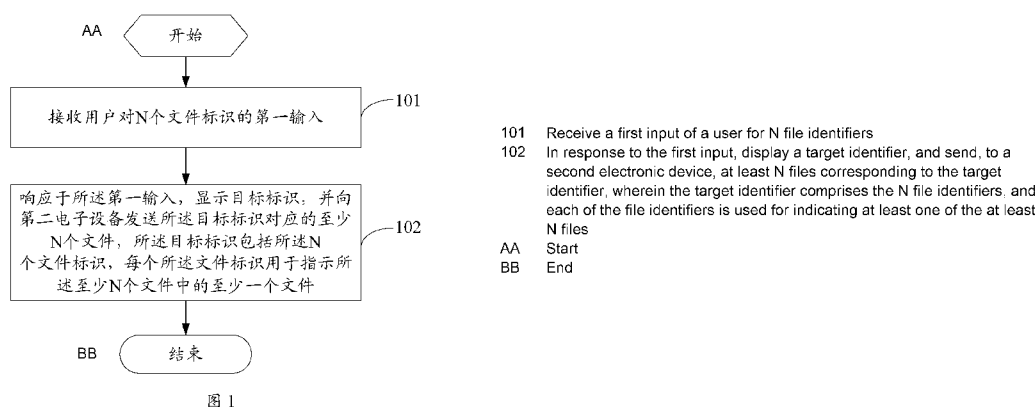 AA
开始
接收用户对N个文件标识的第一输入
101
响应于所述第一输入，显示目标标识，并向
第二电子设备发送所述目标标识对应的至少
N个文件，所述目标标识包括所述N
个文件标识，每个所述文件标识用于指示所
述至少N个文件中的至少一个文件
102
BB
结束
图1
101 Receive a first input of a user for N file identifiers
102 In response to the first input, display a target identifier, and send, to a
second electronic device, at least N files corresponding to the target
identifier, wherein the target identifier comprises the N file identifiers, and
each of the file identifiers is used for indicating at least one of the at least
N files
AA Start
BB End